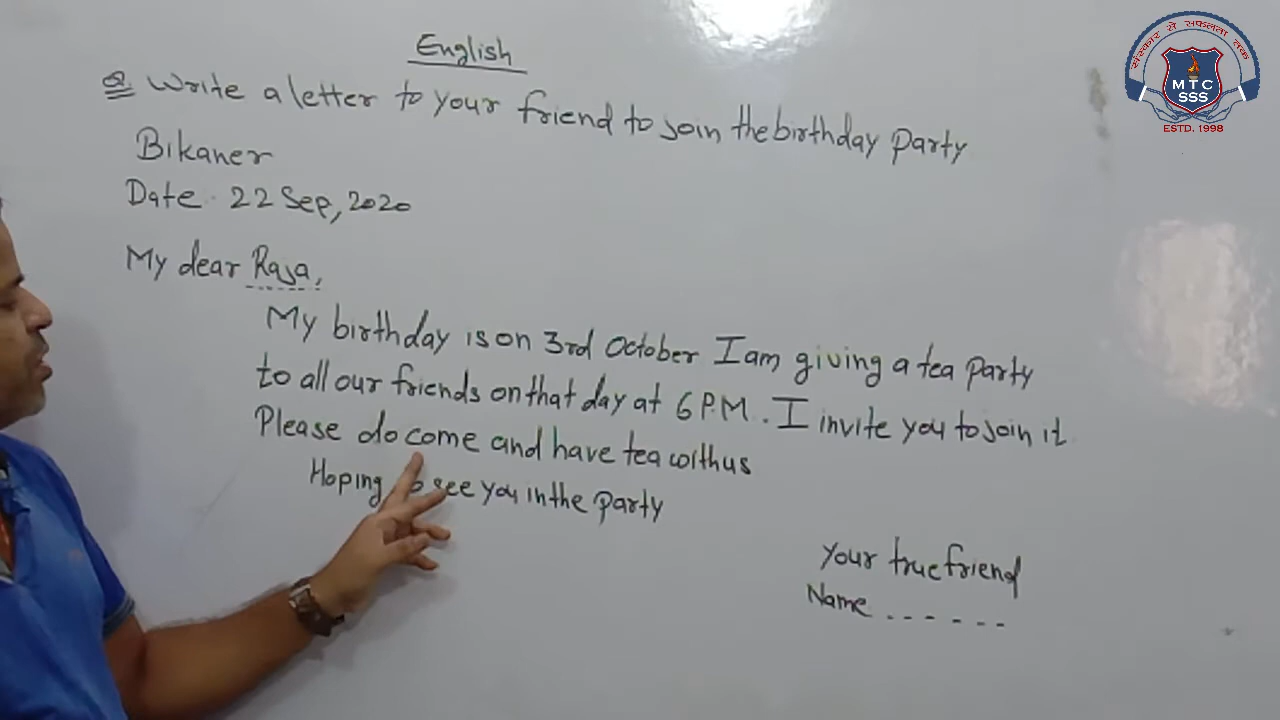 English
Q. Write a letter to your friend to join the birthday party
Bikaner
Date 22 Sep, 2020
My dear Raja,
My birthday is on 3rd October I am giving a tea party
to all our friends on that day at 6 P.M. I invite you to join it
Please do come and have tea with us
Hoping to see you in the party
Your true friend
Name ......
संस्कार से सफलता तक
MTC
SSS
ESTD. 1998